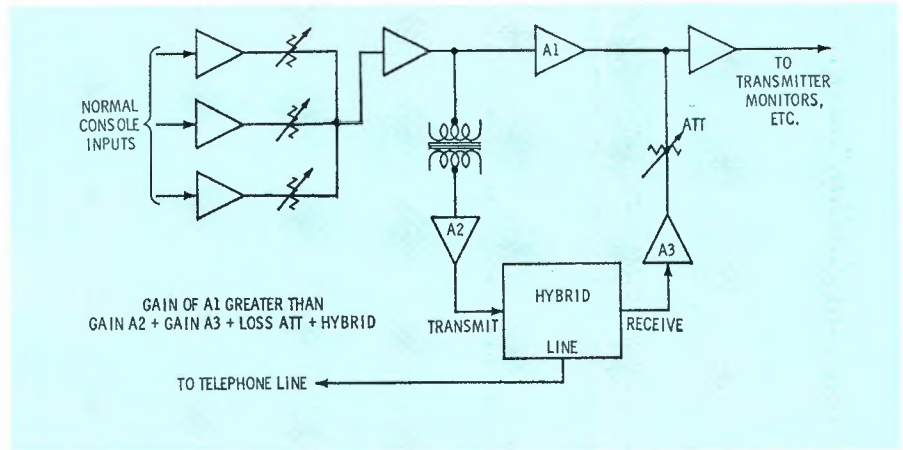 NORMAL
CONSOLE
INPUTS
A1
TO
TRANSMITTER
MONITORS,
ETC.
ATT
A2
A3
GAIN OF A1 GREATER THAN
GAIN A2 + GAIN A3 + LOSS ATT + HYBRID
TRANSMIT
HYBRID
LINE
RECEIVE
TO TELEPHONE LINE